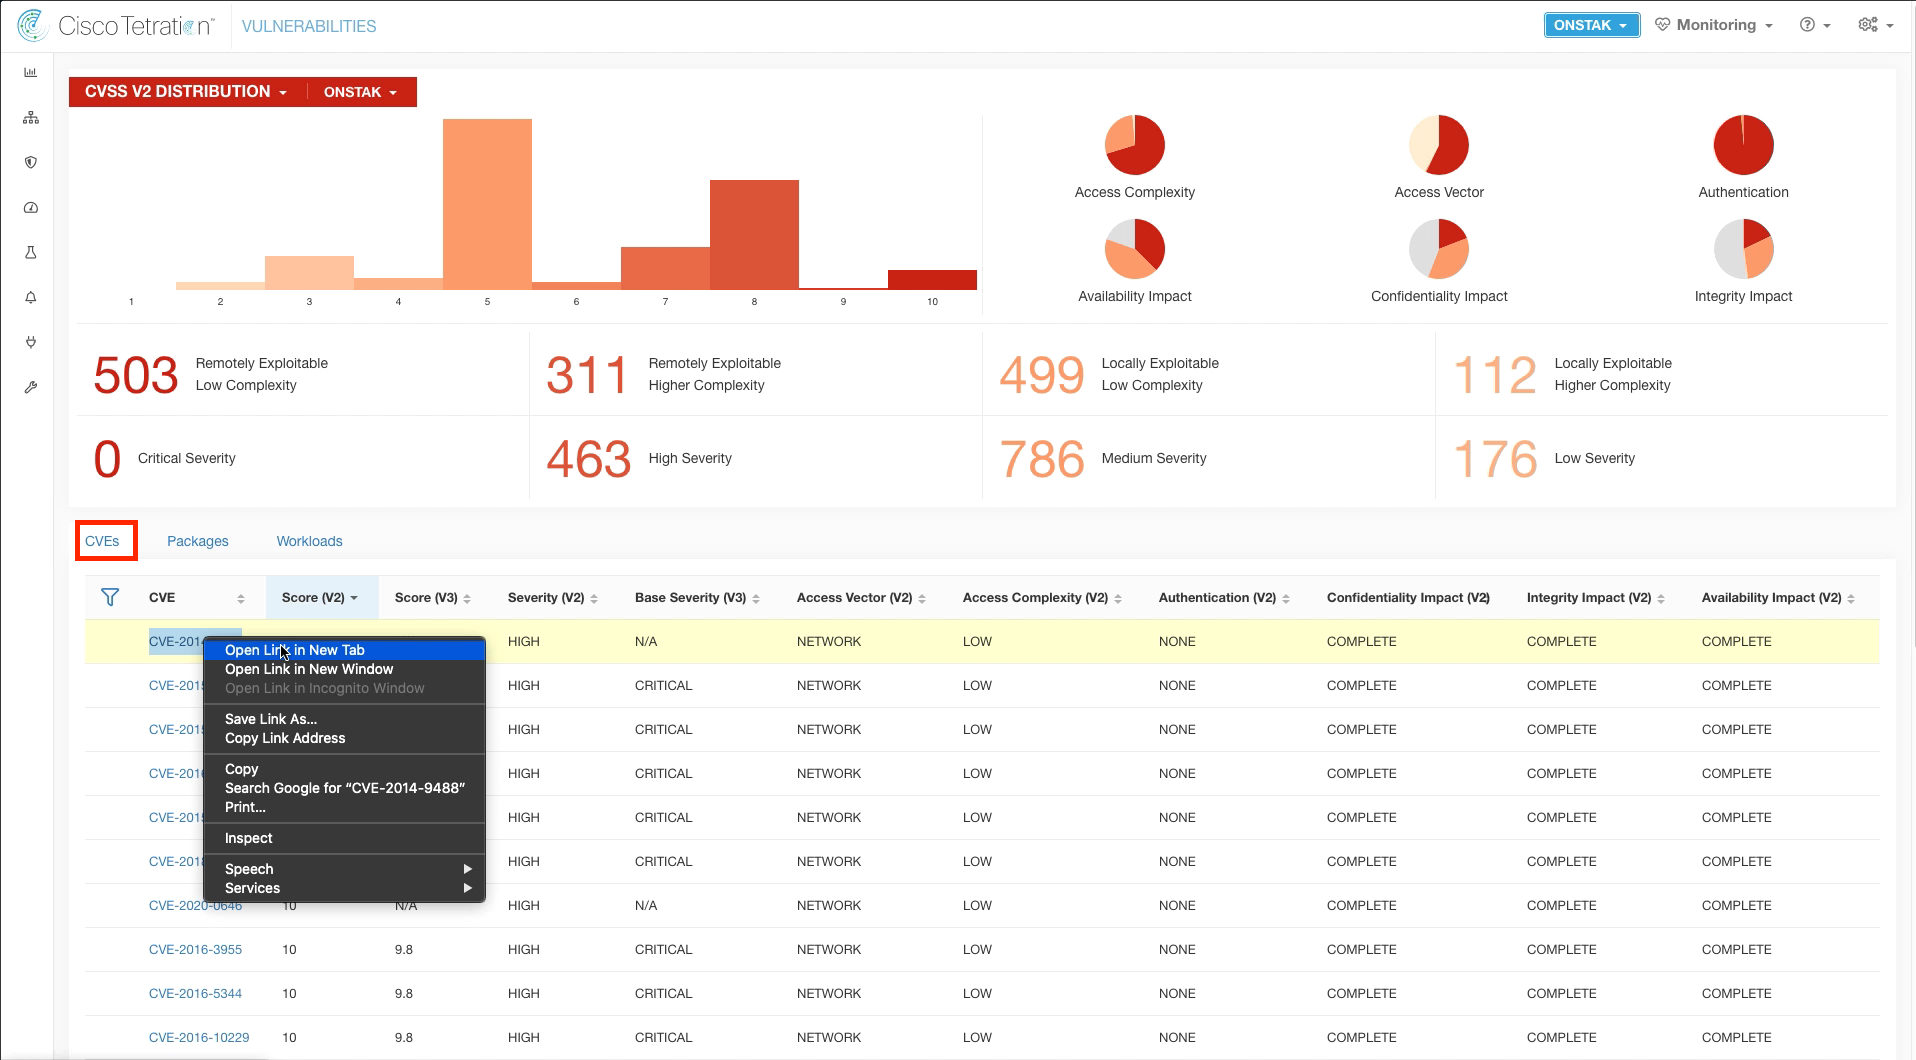 Cisco Tetration™ VULNERABILITIES ONSTAK Monitoring
CVSS V2 DISTRIBUTION ONSTAK
1 2 3 4 5 6 7 8 9 10
Access Complexity Access Vector Authentication
Availability Impact Confidentiality Impact Integrity Impact
503 Remotely Exploitable
Low Complexity
311 Remotely Exploitable
Higher Complexity
499 Locally Exploitable
Low Complexity
112 Locally Exploitable
Higher Complexity
0 Critical Severity
463 High Severity
786 Medium Severity
176 Low Severity
CVEs Packages Workloads
CVE Score (V2) Score (V3) Severity (V2) Base Severity (V3) Access Vector (V2) Access Complexity (V2) Authentication (V2) Confidentiality Impact (V2) Integrity Impact (V2) Availability Impact (V2)
CVE-201 HIGH N/A NETWORK LOW NONE COMPLETE COMPLETE COMPLETE
Open Link in New Tab
Open Link in New Window
Open Link in Incognito Window
Save Link As...
Copy Link Address
Copy
Search Google for “CVE-2014-9488”
Print...
Inspect
Speech
Services
CVE-201 HIGH CRITICAL NETWORK LOW NONE COMPLETE COMPLETE COMPLETE
CVE-201 HIGH CRITICAL NETWORK LOW NONE COMPLETE COMPLETE COMPLETE
CVE-201 HIGH CRITICAL NETWORK LOW NONE COMPLETE COMPLETE COMPLETE
CVE-201 HIGH CRITICAL NETWORK LOW NONE COMPLETE COMPLETE COMPLETE
CVE-201 HIGH CRITICAL NETWORK LOW NONE COMPLETE COMPLETE COMPLETE
CVE-2020-0646 10 N/A HIGH N/A NETWORK LOW NONE COMPLETE COMPLETE COMPLETE
CVE-2016-3955 10 9.8 HIGH CRITICAL NETWORK LOW NONE COMPLETE COMPLETE COMPLETE
CVE-2016-5344 10 9.8 HIGH CRITICAL NETWORK LOW NONE COMPLETE COMPLETE COMPLETE
CVE-2016-10229 10 9.8 HIGH CRITICAL NETWORK LOW NONE COMPLETE COMPLETE COMPLETE